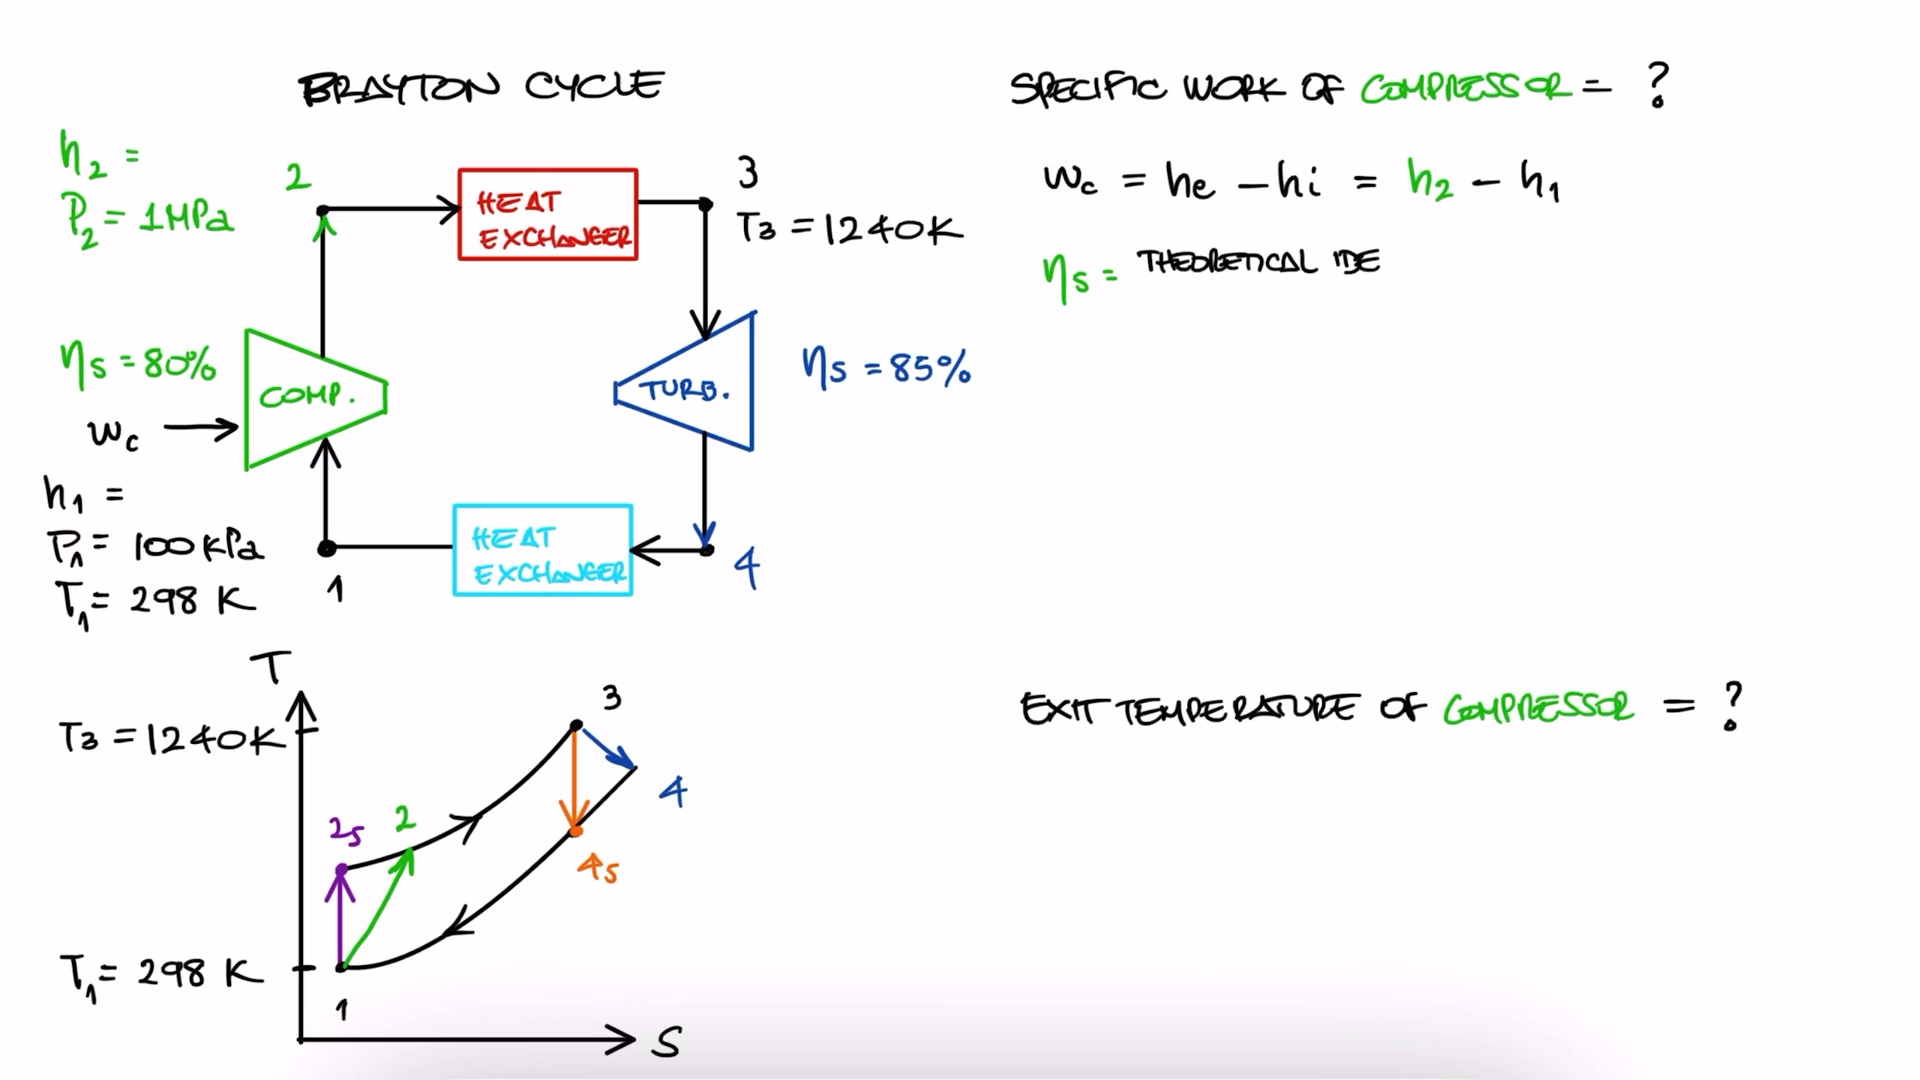 BRAYTON CYCLE
h2 =
P2 = 1MPa
2
HEAT
EXCHANGER
3
T3 = 1240K
ηs = 80%
COMP.
wc
TURB.
ηs = 85%
h1 =
P1 = 100kPa
T1 = 298 K
1
HEAT
EXCHANGER
4
T
T3 = 1240K
3
2s
2
4
4s
T1 = 298 K
1
S
SPECIFIC WORK OF COMPRESSOR = ?
wc = he - hi = h2 - h1
ηs = THEORETICAL IDE
EXIT TEMPERATURE OF COMPRESSOR = ?